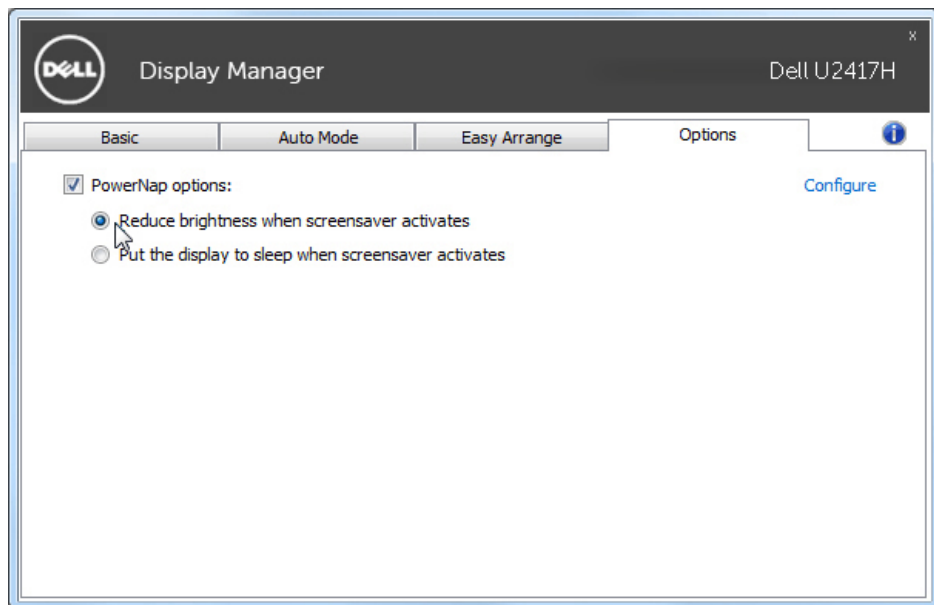 x
DELL
Display Manager
Dell U2417H
Basic
Auto Mode
Easy Arrange
Options
i
PowerNap options:
Configure
Reduce brightness when screensaver activates
Put the display to sleep when screensaver activates